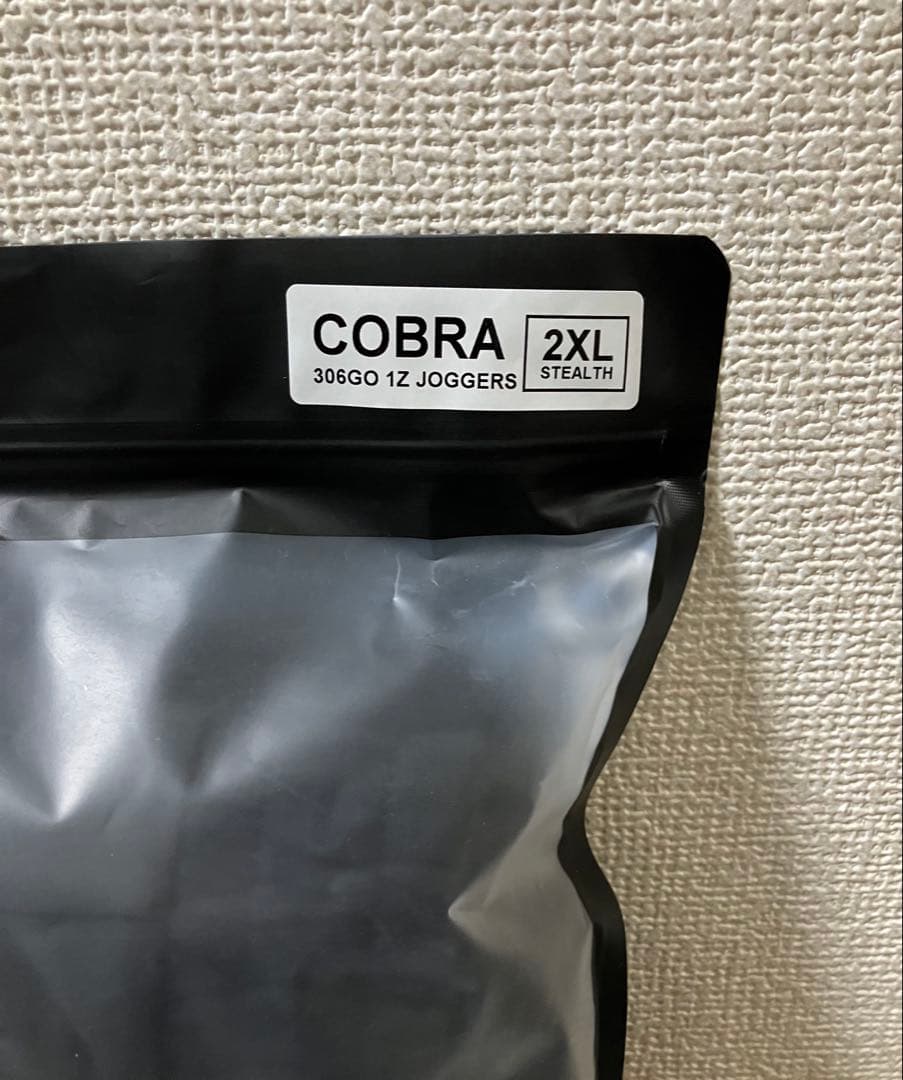 COBRA
306GO 1Z JOGGERS
2XL
STEALTH